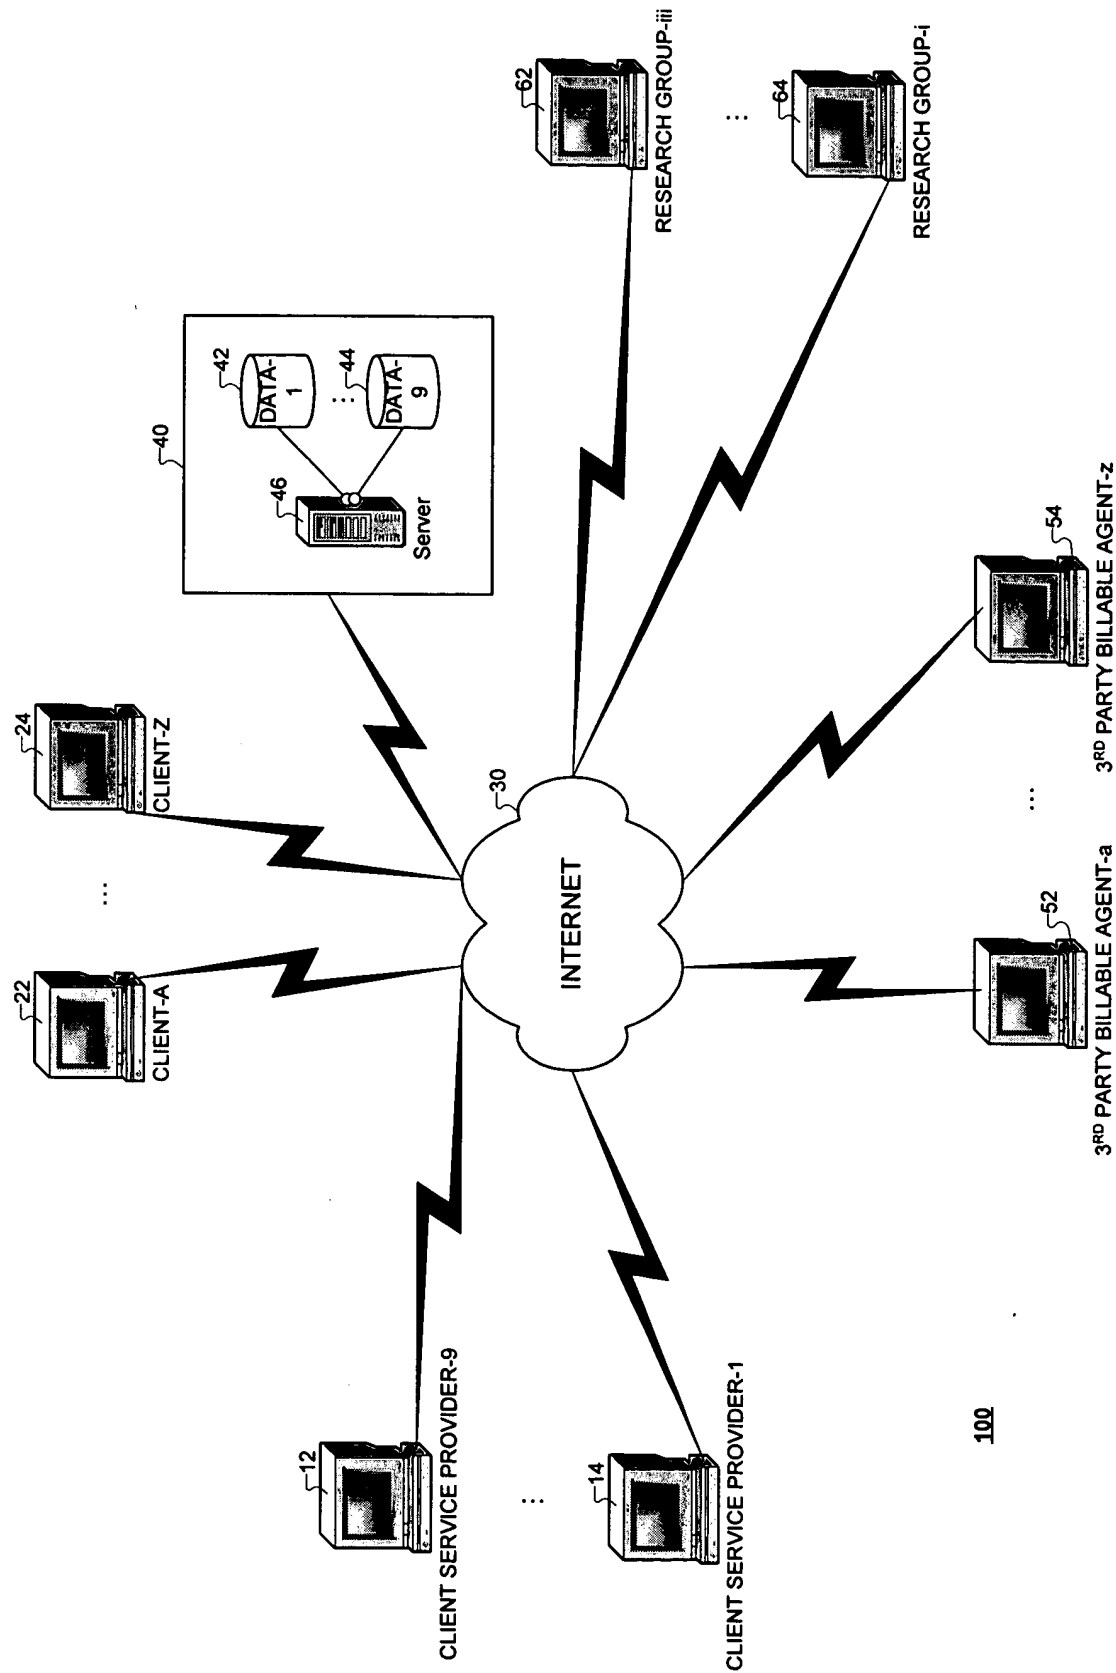 22
CLIENT-A
...
24
CLIENT-Z
40
46
Server
42
DATA-
1
...
44
DATA-
9
12
CLIENT SERVICE PROVIDER-9
...
14
CLIENT SERVICE PROVIDER-1
30
INTERNET
62
RESEARCH GROUP-iii
...
64
RESEARCH GROUP-i
52
3RD PARTY BILLABLE AGENT-a
...
54
3RD PARTY BILLABLE AGENT-z
100